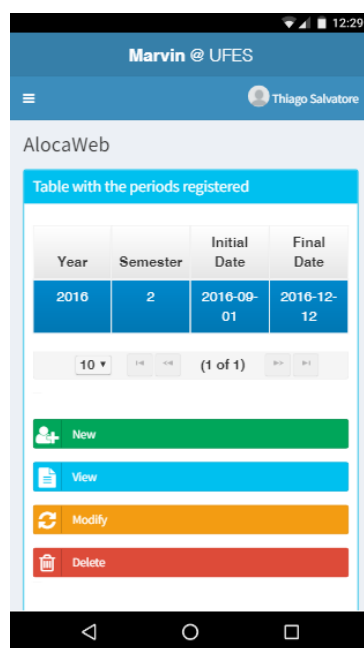 12:29
Marvin @ UFES
Thiago Salvatore
AlocaWeb
Table with the periods registered
Year Semester Initial Date Final Date
2016 2 2016-09-01 2016-12-12
10 (1 of 1)
New
View
Modify
Delete